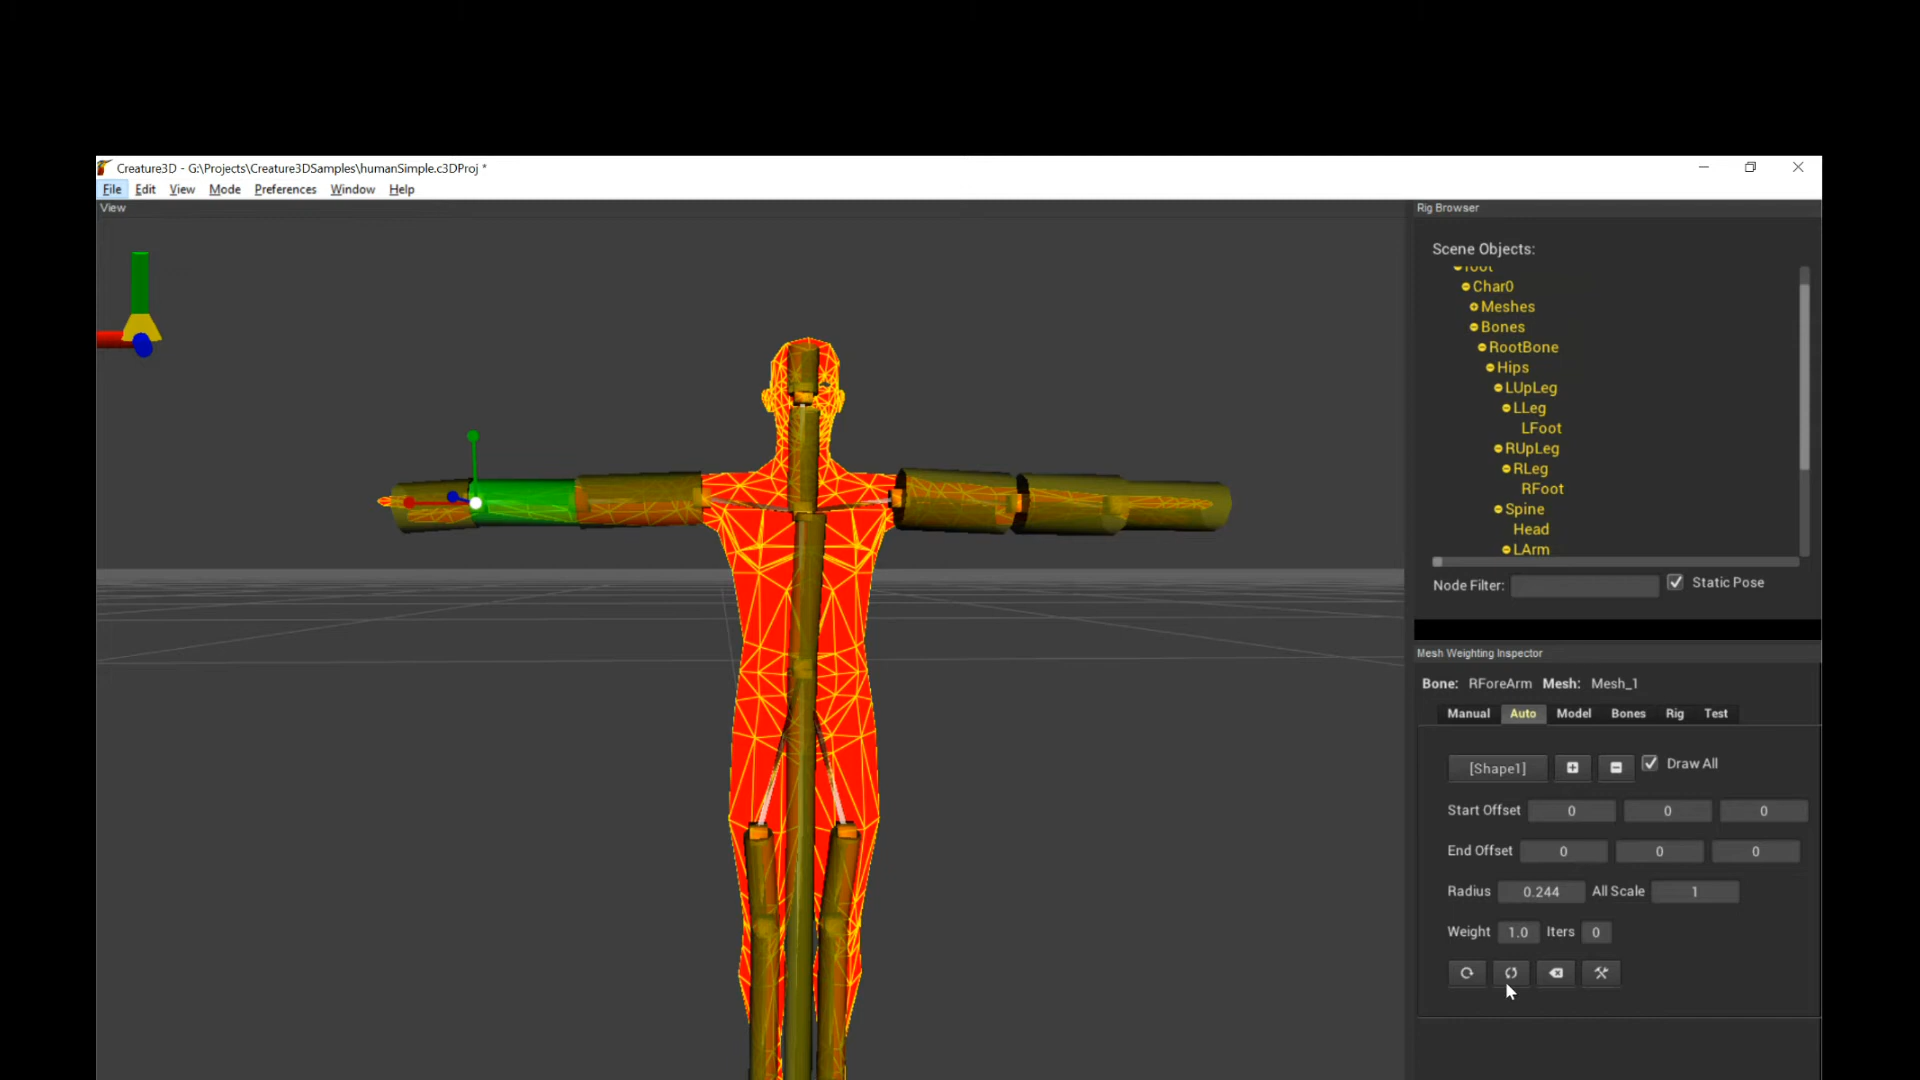 Creature3D - G:\Projects\Creature3DSamples\humanSimple.c3DProj *
File Edit View Mode Preferences Window Help
View
Rig Browser
Scene Objects:
root
Char0
Meshes
Bones
RootBone
Hips
LUpLeg
LLeg
LFoot
RUpLeg
RLeg
RFoot
Spine
Head
LArm
Node Filter: Static Pose
Mesh Weighting Inspector
Bone: RForeArm Mesh: Mesh_1
Manual Auto Model Bones Rig Test
[Shape1] Draw All
Start Offset 0 0 0
End Offset 0 0 0
Radius 0.244 All Scale 1
Weight 1.0 Iters 0